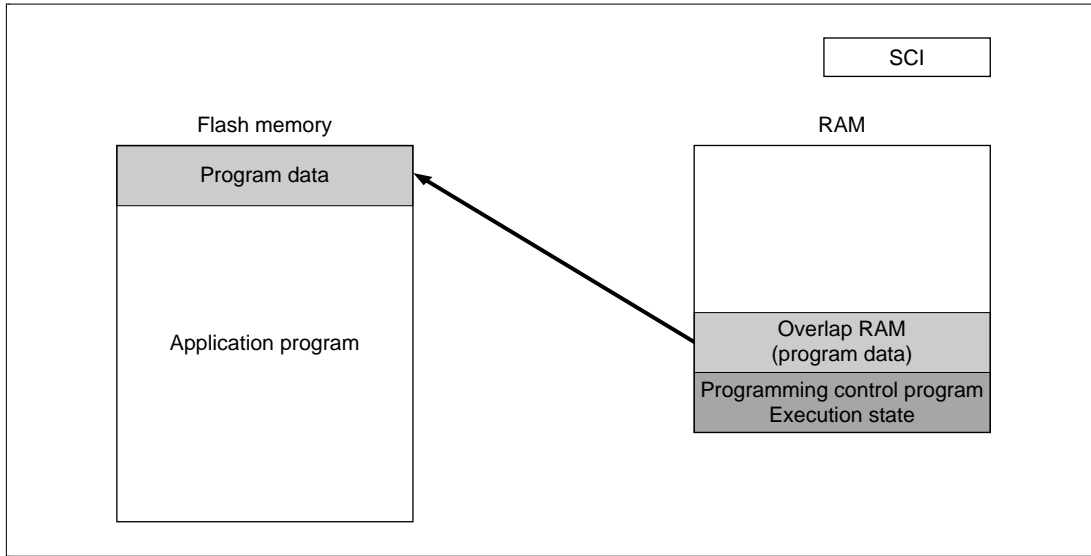 SCI
Flash memory
RAM
Program data
Application program
Overlap RAM
(program data)
Programming control program
Execution state